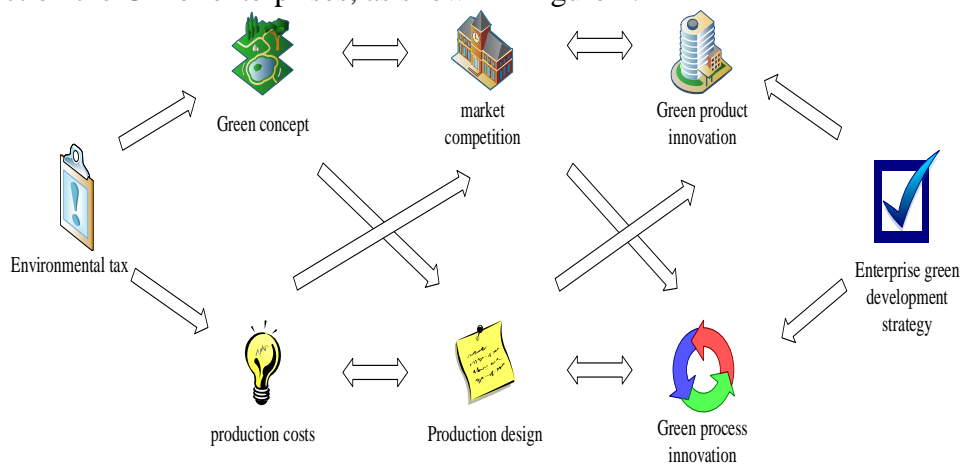 Green concept
market
competition
Green product
innovation
Environmental tax
Enterprise green
development
strategy
production costs
Production design
Green process
innovation